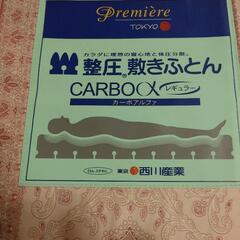 Première
TOKYO
カラダに理想の寝心地と体圧分散。
整圧®敷きふとん
CARBOα レギュラー
カーボアルファ
東京 西川産業